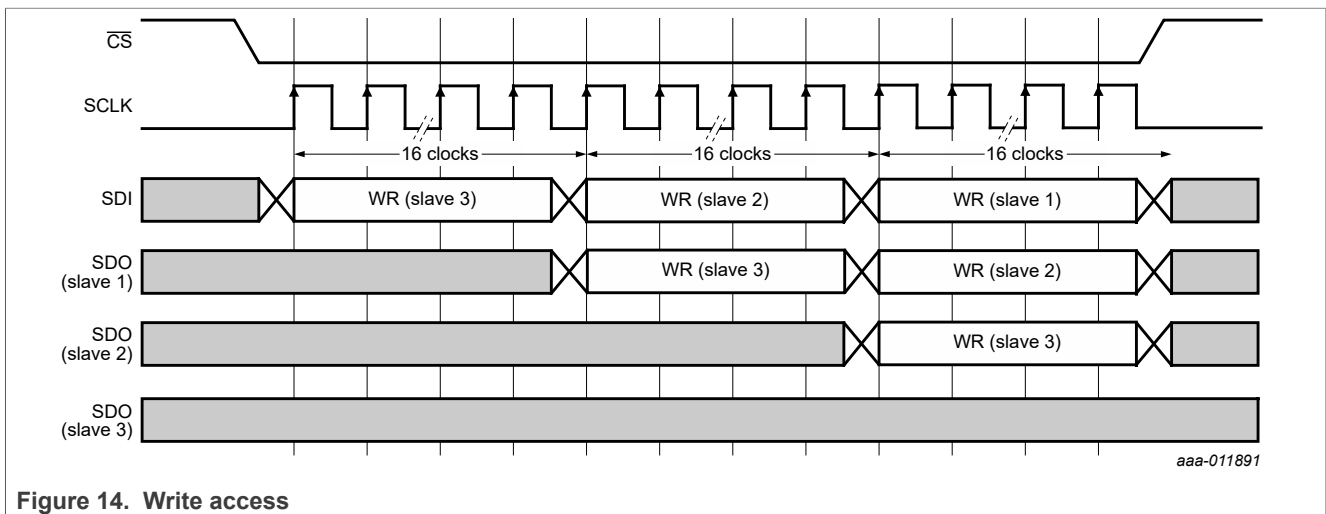 CS
SCLK
16 clocks 16 clocks 16 clocks
SDI WR (slave 3) WR (slave 2) WR (slave 1)
SDO
(slave 1) WR (slave 3) WR (slave 2)
SDO
(slave 2) WR (slave 3)
SDO
(slave 3)
aaa-011891
Figure 14. Write access